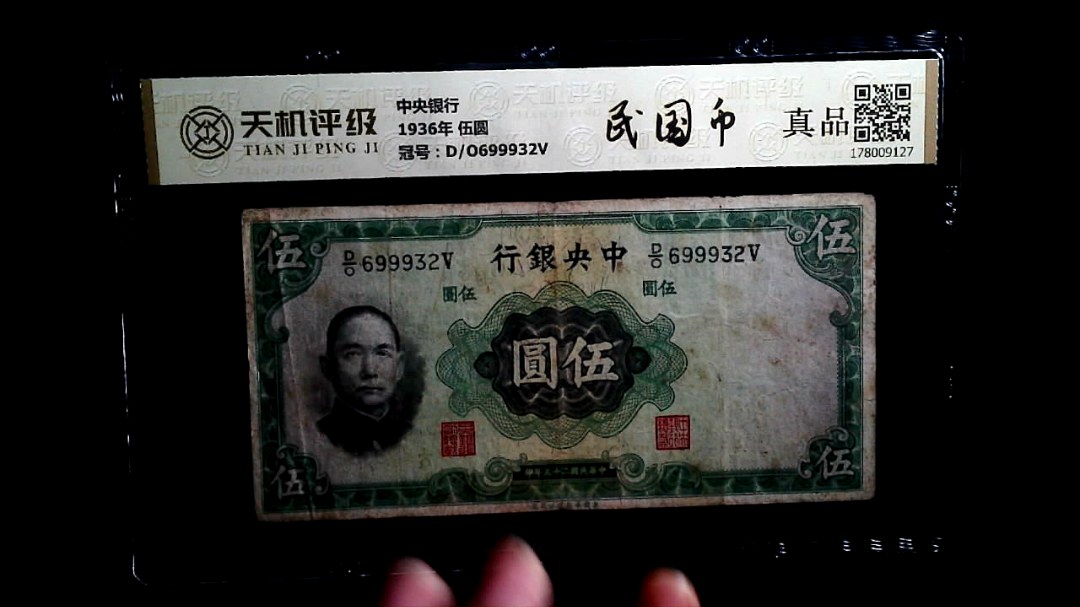 天机评级
TIAN JI PING JI
中央银行
1936年 伍圆
冠号：D/O699932V
民国币
真品
178009127
伍
D/O 699932V
行銀央中
D/O 699932V
伍
圓伍
圓伍
圓伍
伍
伍